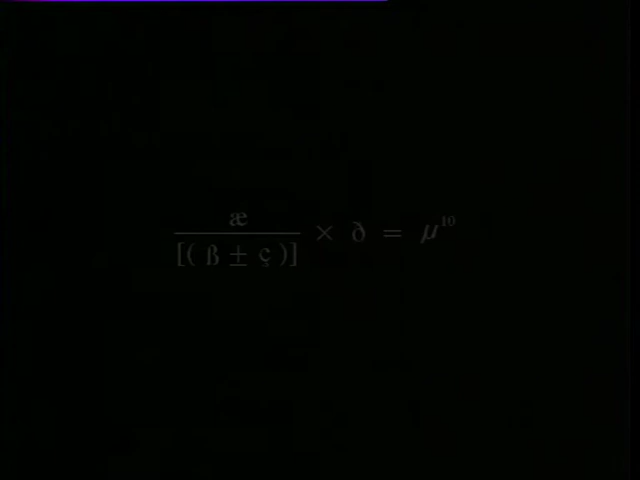 æ
[( ß ± ç )] × ð = µ¹⁰